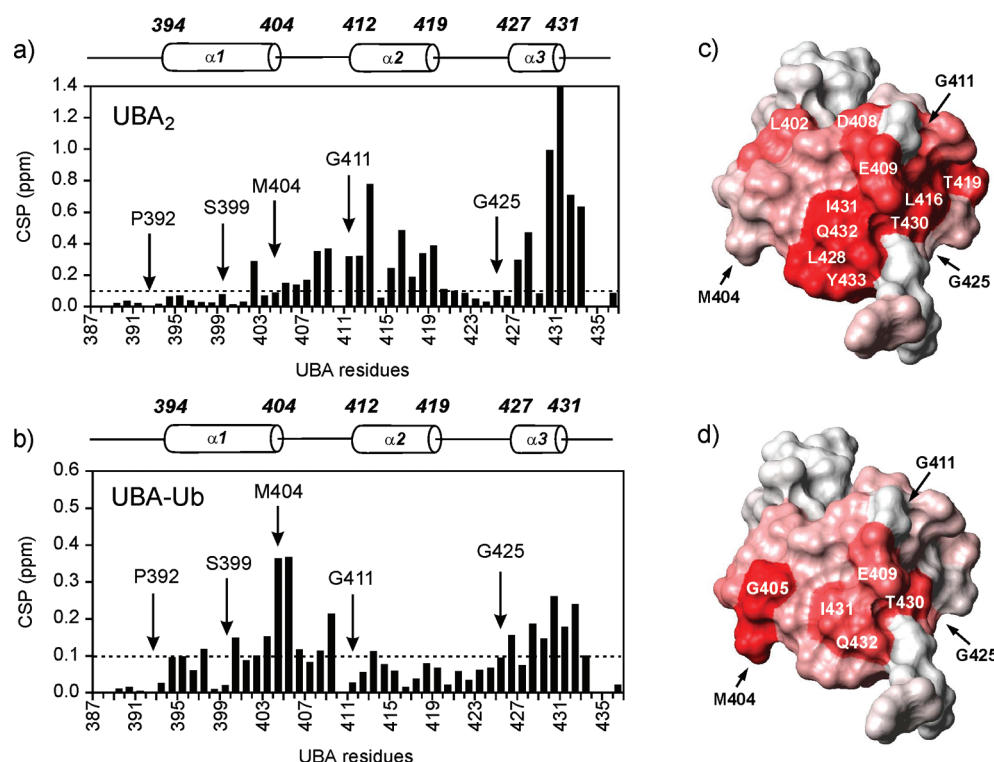 a)
394 404 412 419 427 431
α1 α2 α3
UBA2
CSP (ppm)
1.4
1.2
1.0
0.8
0.6
0.4
0.2
0.0
P392
S399
M404
G411
G425
387 391 395 399 403 407 411 415 419 423 427 431 435
UBA residues
b)
394 404 412 419 427 431
α1 α2 α3
UBA-Ub
CSP (ppm)
0.6
0.5
0.4
0.3
0.2
0.1
0.0
P392
S399
M404
G411
G425
387 391 395 399 403 407 411 415 419 423 427 431 435
UBA residues
c)
G411
L402 D408
E409
T419
L416
I431
T430
Q432
L428
Y433
M404
G425
d)
G411
E409
G405
T430
I431
Q432
M404
G425